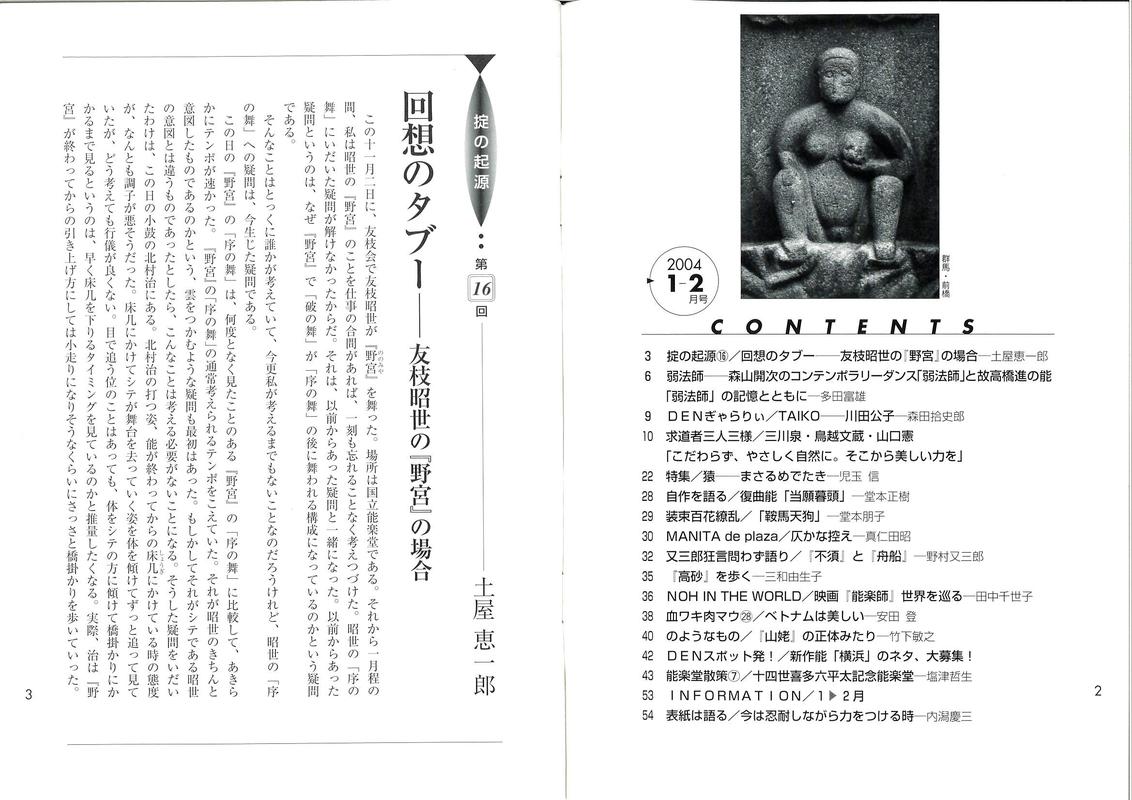 群馬・前橋
2004
1-2
月号
CONTENTS
3 掟の起源⑯／回想のタブー──友枝昭世の『野宮』の場合─土屋恵一郎
6 弱法師──森山開次のコンテンポラリーダンス「弱法師」と故高橋進の能
「弱法師」の記憶とともに─多田富雄
9 DENぎゃらりぃ／TAIKO──川田公子─森田拾史郎
10 求道者三人三様／三川泉・鳥越文蔵・山口憲
「こだわらず、やさしく自然に。そこから美しい力を」
22 特集／猿──まさるめでたき─児玉 信
28 自作を語る／復曲能「当願暮頭」─堂本正樹
29 装束百花繚乱／「鞍馬天狗」─堂本朋子
30 MANITA de plaza／仄かな控え─真仁田昭
32 又三郎狂言問わず語り／『不須』と『舟船』─野村又三郎
35 『高砂』を歩く─三和由生子
36 NOH IN THE WORLD／映画『能楽師』世界を巡る─田中千世子
38 血ワキ肉マウ㉘／ベトナムは美しい─安田 登
40 のようなもの／『山姥』の正体みたり─竹下敏之
42 DENスポット発！／新作能「横浜」のネタ、大募集！
43 能楽堂散策⑦／十四世喜多六平太記念能楽堂─塩津哲生
53 INFORMATION／1▶2月
54 表紙は語る／今は忍耐しながら力をつける時─内潟慶三
2
掟の起源
第16回
土屋恵一郎
回想のタブー──友枝昭世の『野宮』の場合
この十一月二日に、友枝会で友枝昭世が『野宮』を舞った。場所は国立能楽堂である。それから一月程の
ののみや
間、私は昭世の『野宮』のことを仕事の合間があれば、一刻も忘れることなく考えつづけた。昭世の「序の
舞」にいだいた疑問が解けなかったからだ。それは、以前からあった疑問と一緒になった。以前からあった
疑問というのは、なぜ『野宮』で「破の舞」が「序の舞」の後に舞われる構成になっているのかという疑問
である。
そんなことはとっくに誰かが考えていて、今更私が考えるまでもないことなのだろうけれど、昭世の「序
の舞」への疑問は、今生じた疑問である。
この日の『野宮』の「序の舞」は、何度となく見たことのある『野宮』の「序の舞」に比較して、あきら
かにテンポが速かった。『野宮』の「序の舞」の通常考えられるテンポをこえていた。それが昭世のきちんと
意図したものであるのかという、雲をつかむような疑問も最初はあった。もしかしてそれがシテである昭世
の意図とは違うものであったとしたら、こんなことは考える必要がないことになる。そうした疑問をいだい
たわけは、この日の小鼓の北村治にある。北村治の打つ姿、能が終わってからの床几にかけている時の態度
しょうぎ
が、なんとも調子が悪そうだった。床几にかけてシテが舞台を去っていく姿を体を傾けてずっと追って見て
いたが、どう考えても行儀が良くない。目で追う位のことはあっても、体をシテの方に傾けて橋掛かりにか
かるまで見るというのは、早く床几を下りるタイミングを見ているのかと推量したくなる。実際、治は『野
宮』が終わってからの引き上げ方にしては小走りになりそうなくらいにさっさと橋掛かりを歩いていった。
3